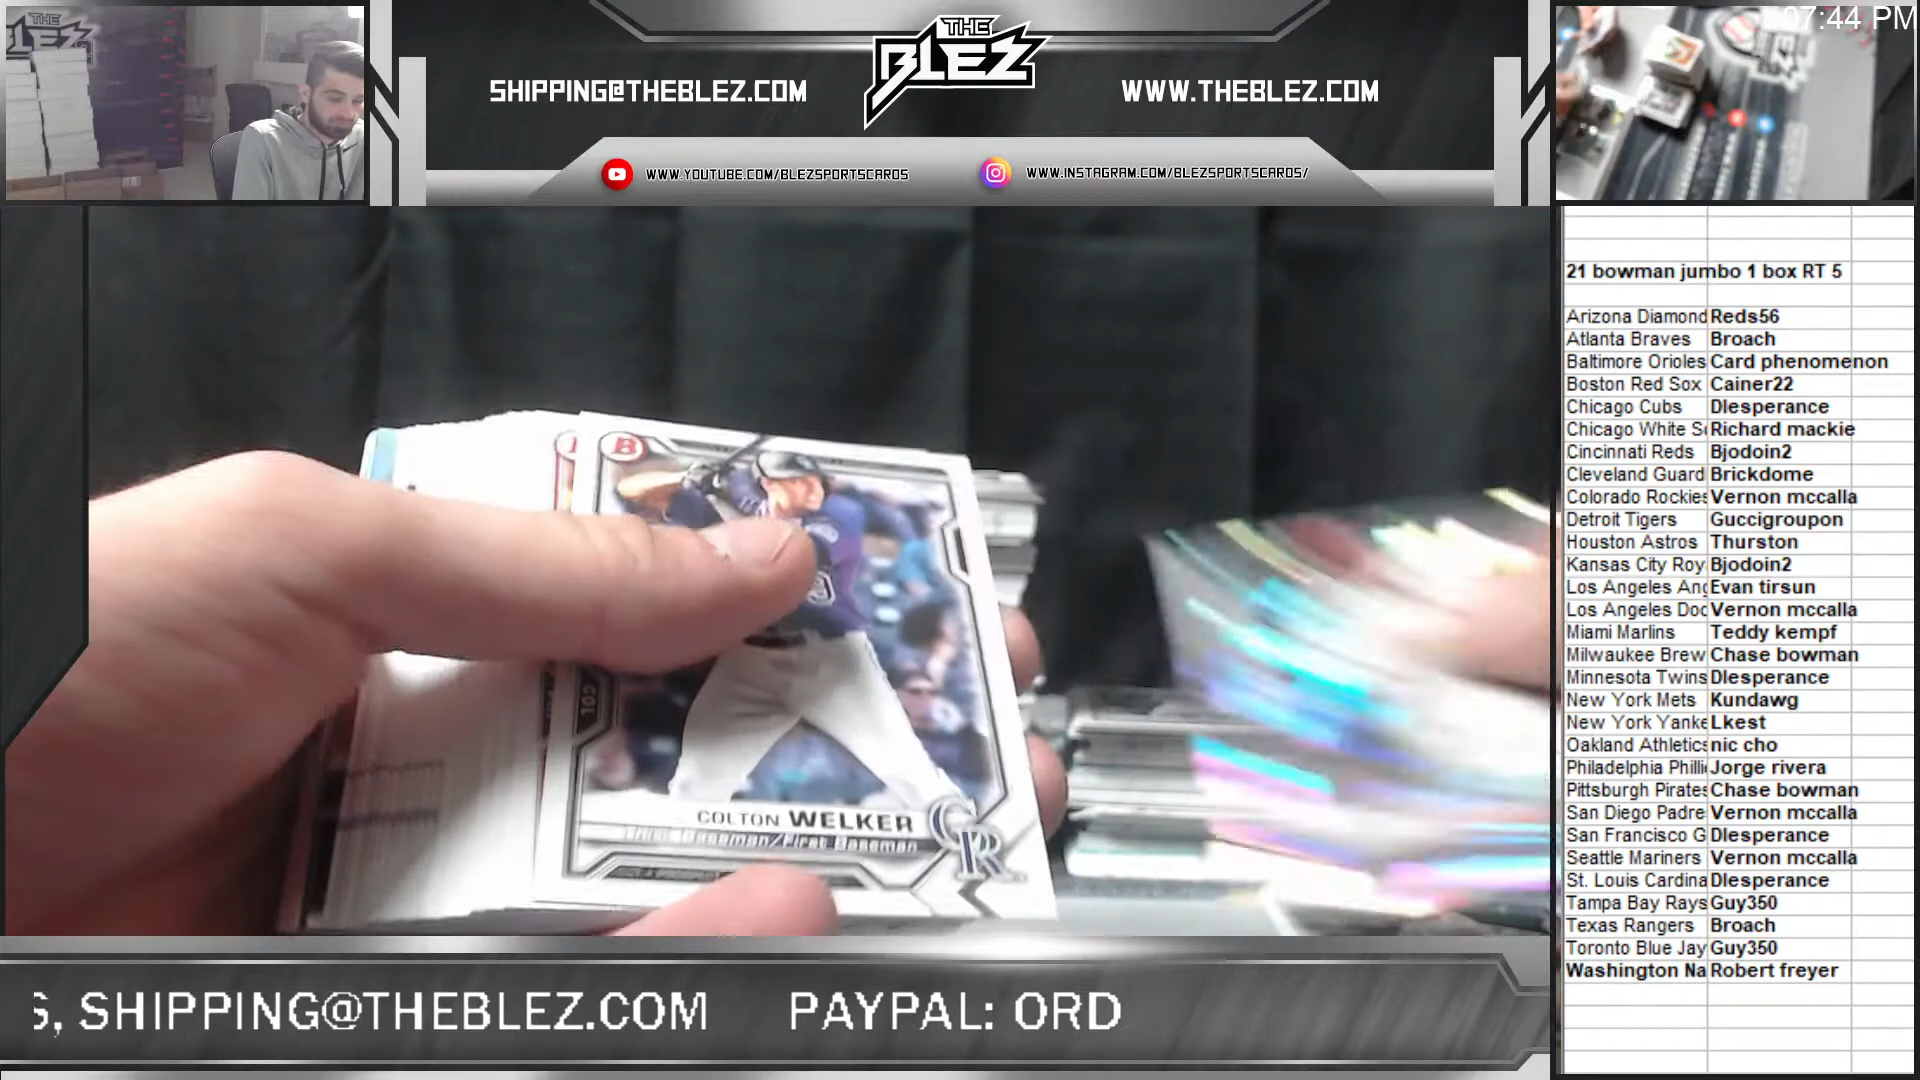 THE
BLEZ
SHIPPING@THEBLEZ.COM
WWW.THEBLEZ.COM
WWW.YOUTUBE.COM/BLEZSPORTSCARDS
WWW.INSTAGRAM.COM/BLEZSPORTSCARDS/
07:44 PM
21 bowman jumbo 1 box RT 5
Arizona Diamond Reds56
Atlanta Braves Broach
Baltimore Orioles Card phenomenon
Boston Red Sox Cainer22
Chicago Cubs Dlesperance
Chicago White S Richard mackie
Cincinnati Reds Bjodoin2
Cleveland Guard Brickdome
Colorado Rockies Vernon mccalla
Detroit Tigers Guccigroupon
Houston Astros Thurston
Kansas City Roy Bjodoin2
Los Angeles Ang Evan tirsun
Los Angeles Doc Vernon mccalla
Miami Marlins Teddy kempf
Milwaukee Brew Chase bowman
Minnesota Twins Dlesperance
New York Mets Kundawg
New York Yanke Lkest
Oakland Athletics nic cho
Philadelphia Philli Jorge rivera
Pittsburgh Pirates Chase bowman
San Diego Padre Vernon mccalla
San Francisco G Dlesperance
Seattle Mariners Vernon mccalla
St. Louis Cardina Dlesperance
Tampa Bay Rays Guy350
Texas Rangers Broach
Toronto Blue Jay Guy350
Washington Na Robert freyer
B
COL
COLTON WELKER
Third Baseman/First Baseman
CR
S, SHIPPING@THEBLEZ.COM PAYPAL: ORD